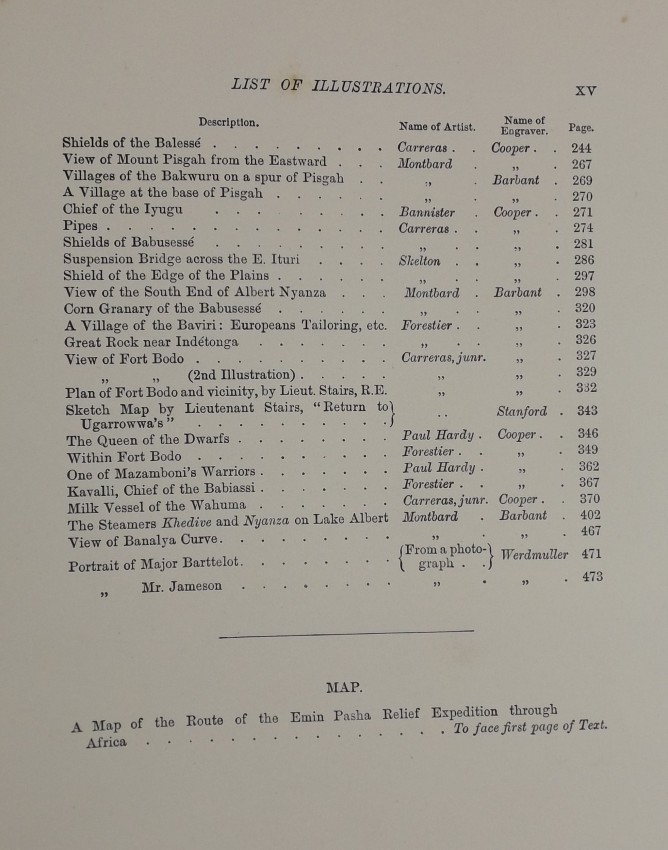 LIST OF ILLUSTRATIONS. XV
Description. Name of Artist. Name of Engraver. Page.
Shields of the Balessé . . . . . . . . . Carreras . . Cooper . . 244
View of Mount Pisgah from the Eastward . . . Montbard . „ . 267
Villages of the Bakwuru on a spur of Pisgah . . „ . Barbant . 269
A Village at the base of Pisgah . . . . . . „ . „ . 270
Chief of the Iyugu . . . . . . . . . Bannister . Cooper . . 271
Pipes . . . . . . . . . . . . . Carreras . . „ . 274
Shields of Babusessé . . . . . . . . „ . . „ . 281
Suspension Bridge across the E. Ituri . . . . Skelton . . „ . 286
Shield of the Edge of the Plains . . . . . . „ . . „ . 297
View of the South End of Albert Nyanza . . . Montbard . Barbant . 298
Corn Granary of the Babusessé . . . . . . „ . . „ . 320
A Village of the Baviri: Europeans Tailoring, etc. Forestier . . „ . 323
Great Rock near Indétonga . . . . . . . „ . . „ . 326
View of Fort Bodo . . . . . . . . . Carreras, junr. „ . 327
„ „ (2nd Illustration) . . . . . „ „ . 329
Plan of Fort Bodo and vicinity, by Lieut. Stairs, R.E. „ „ . 332
Sketch Map by Lieutenant Stairs, "Return to
Ugarrowwa's" . . . . . . . . . . } . . Stanford . 343
The Queen of the Dwarfs . . . . . . . . Paul Hardy . Cooper . . 346
Within Fort Bodo . . . . . . . . . Forestier . . „ . 349
One of Mazamboni's Warriors . . . . . . . Paul Hardy . „ . 362
Kavalli, Chief of the Babiassi . . . . . . . Forestier . . „ . 367
Milk Vessel of the Wahuma . . . . . . . Carreras, junr. Cooper . . 370
The Steamers Khedive and Nyanza on Lake Albert Montbard . Barbant . 402
View of Banalya Curve . . . . . . . . . „ . „ . 467
Portrait of Major Barttelot . . . . . . . . {From a photo-graph . .} Werdmuller 471
„ Mr. Jameson . . . . . . . . „ . „ . 473
MAP.
A Map of the Route of the Emin Pasha Relief Expedition through
Africa . . . . . . . . . . . . . . To face first page of Text.